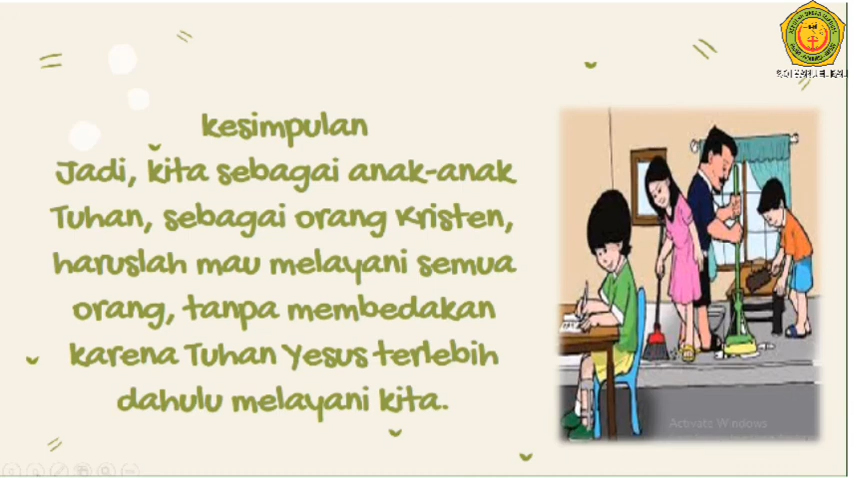 kesimpulan
Jadi, kita sebagai anak-anak
Tuhan, sebagai orang Kristen,
haruslah mau melayani semua
orang, tanpa membedakan
karena Tuhan Yesus terlebih
dahulu melayani kita.
Activate Windows